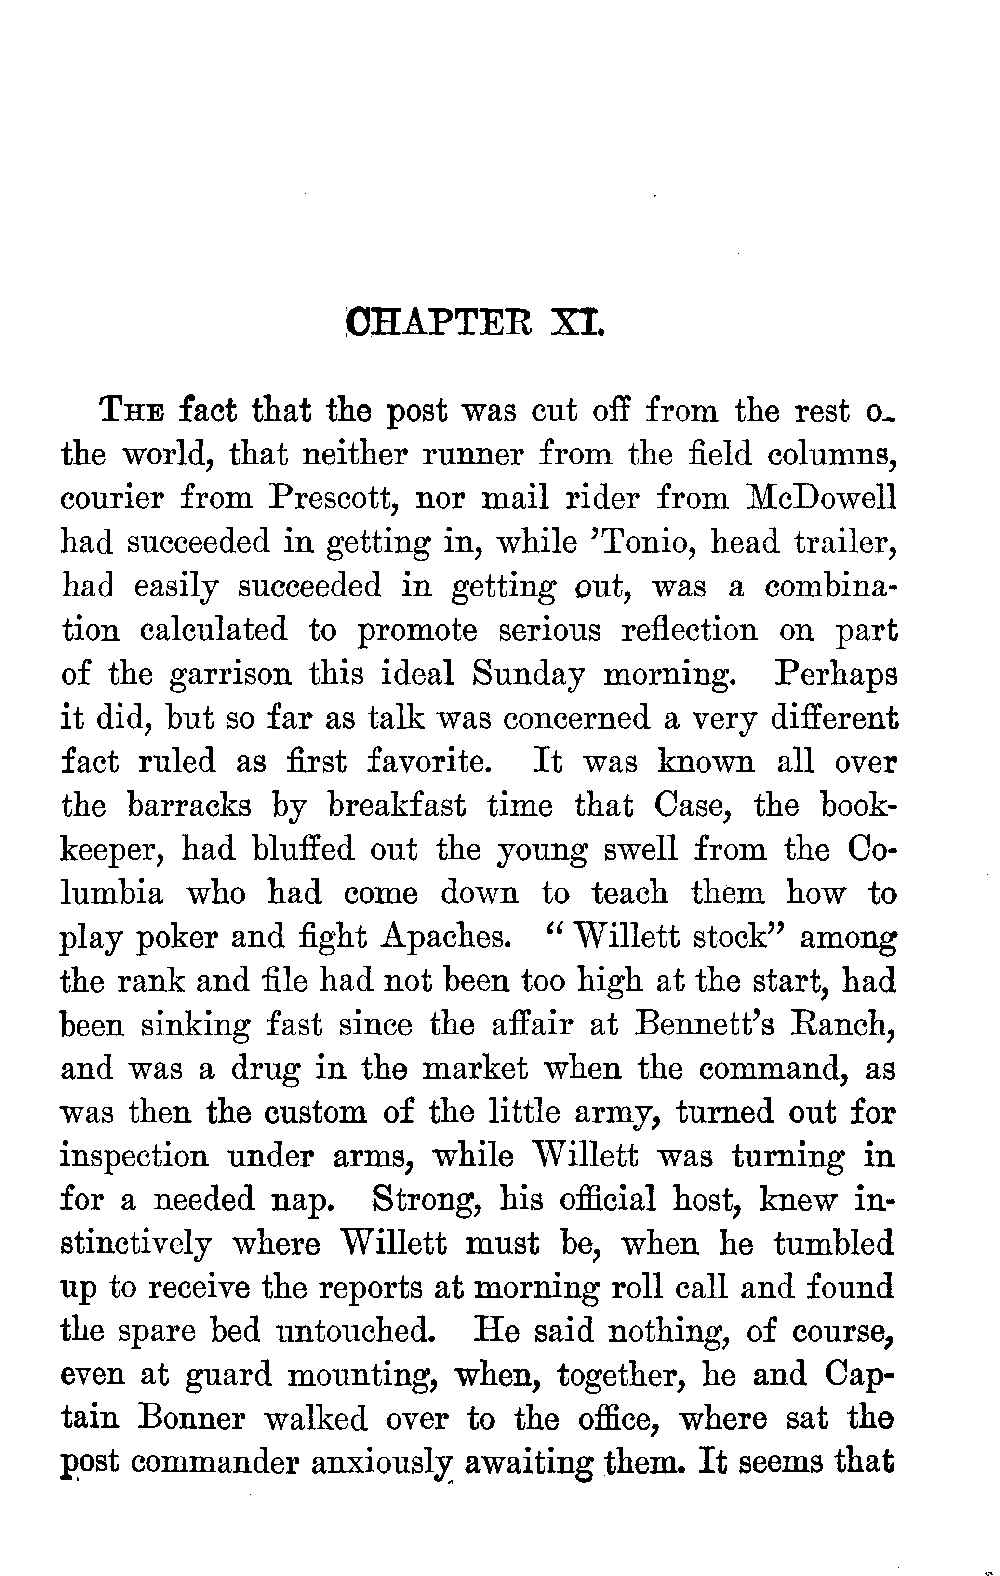 CHAPTER XI.
THE fact that the post was cut off from the rest o
the world, that neither runner from the field columns,
courier from Prescott, nor mail rider from McDowell
had succeeded in getting in, while ’Tonio, head trailer,
had easily succeeded in getting out, was a combina-
tion calculated to promote serious reflection on part
of the garrison this ideal Sunday morning. Perhaps
it did, but so far as talk was concerned a very different
fact ruled as first favorite. It was known all over
the barracks by breakfast time that Case, the book-
keeper, had bluffed out the young swell from the Co-
lumbia who had come down to teach them how to
play poker and fight Apaches. “ Willett stock” among
the rank and file had not been too high at the start, had
been sinking fast since the affair at Bennett’s Ranch,
and was a drug in the market when the command, as
was then the custom of the little army, turned out for
inspection under arms, while Willett was turning in
for a needed nap. Strong, his official host, knew in-
stinctively where Willett must be, when he tumbled
up to receive the reports at morning roll call and found
the spare bed untouched. He said nothing, of course,
even at guard mounting, when, together, he and Cap-
tain Bonner walked over to the office, where sat the
post commander anxiously awaiting them. It seems that